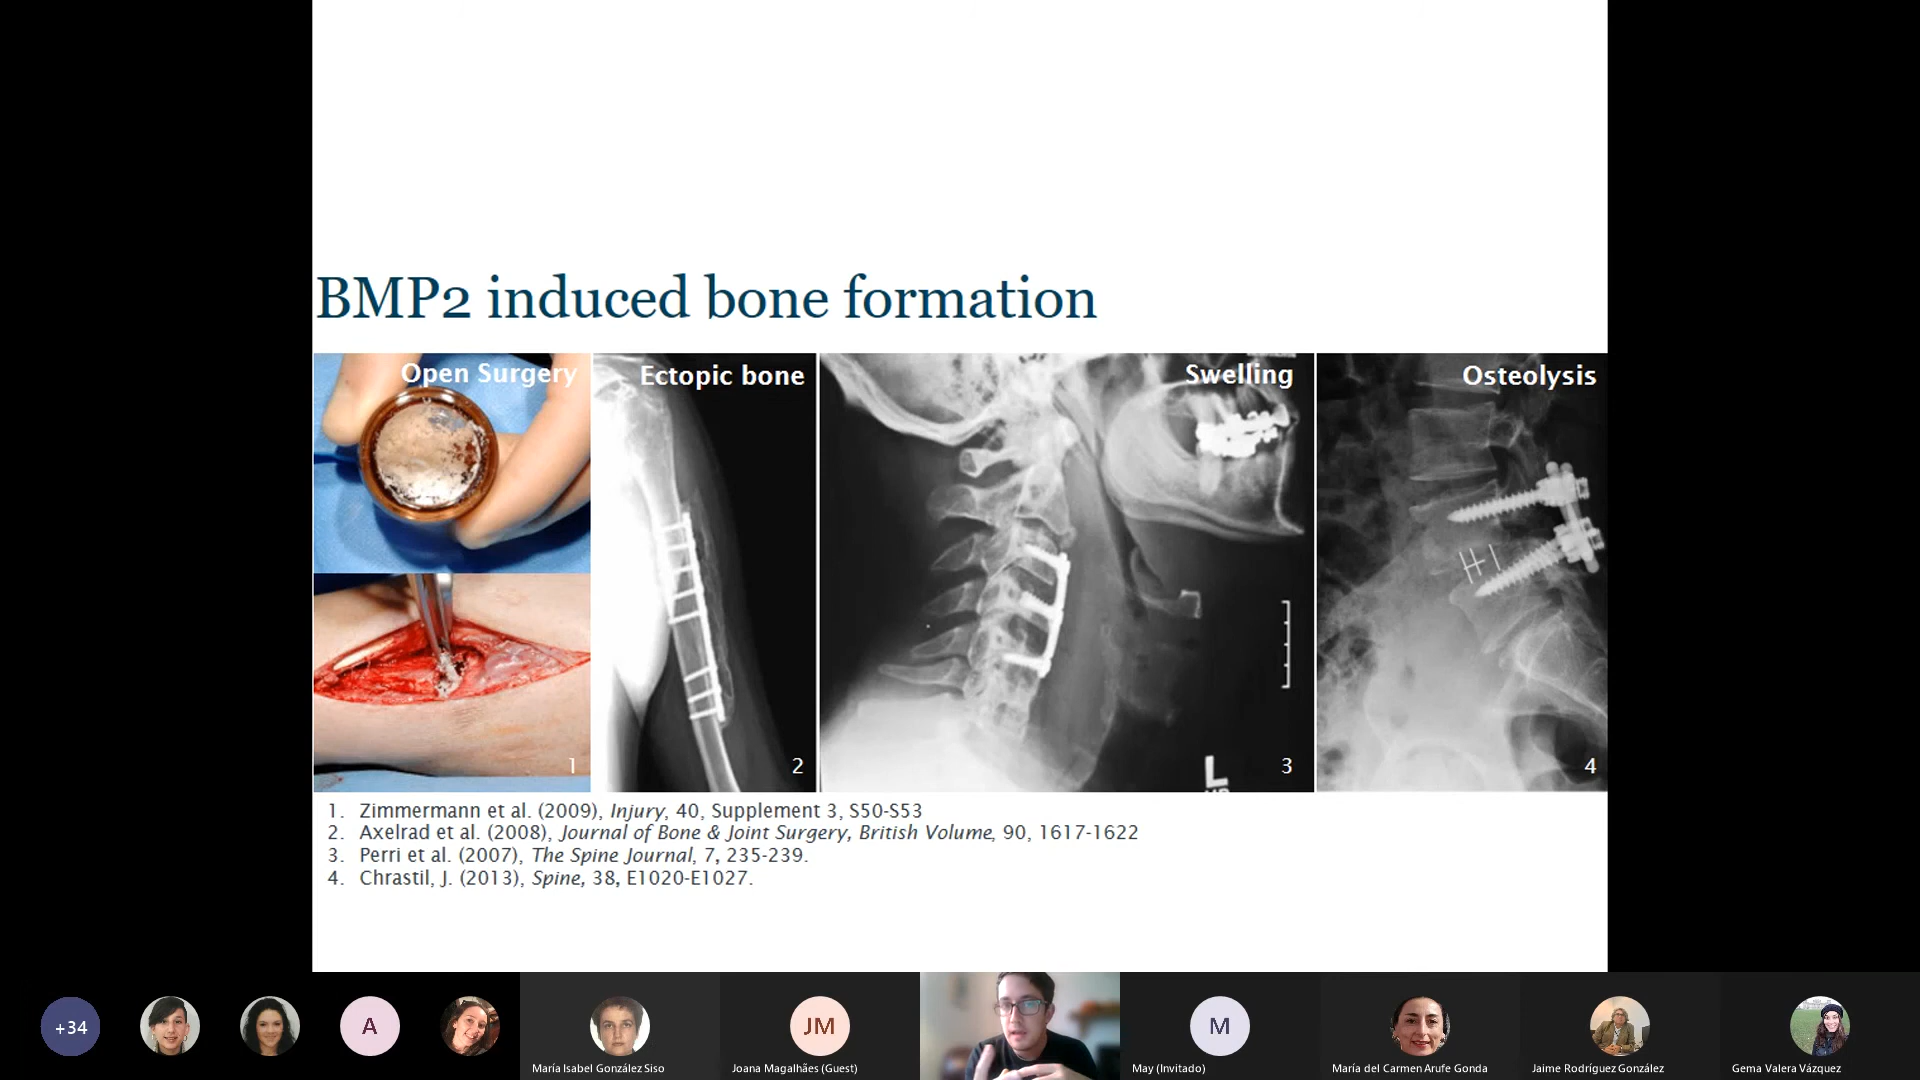 BMP2 induced bone formation
Open Surgery
Ectopic bone
Swelling
Osteolysis
L
1
2
3
4
1. Zimmermann et al. (2009), Injury, 40, Supplement 3, S50-S53
2. Axelrad et al. (2008), Journal of Bone & Joint Surgery, British Volume, 90, 1617-1622
3. Perri et al. (2007), The Spine Journal, 7, 235-239.
4. Chrastil, J. (2013), Spine, 38, E1020-E1027.
+34
A
JM
M
María Isabel González Siso
Joana Magalhães (Guest)
May (Invitado)
María del Carmen Arufe Gonda
Jaime Rodríguez González
Gema Valera Vázquez